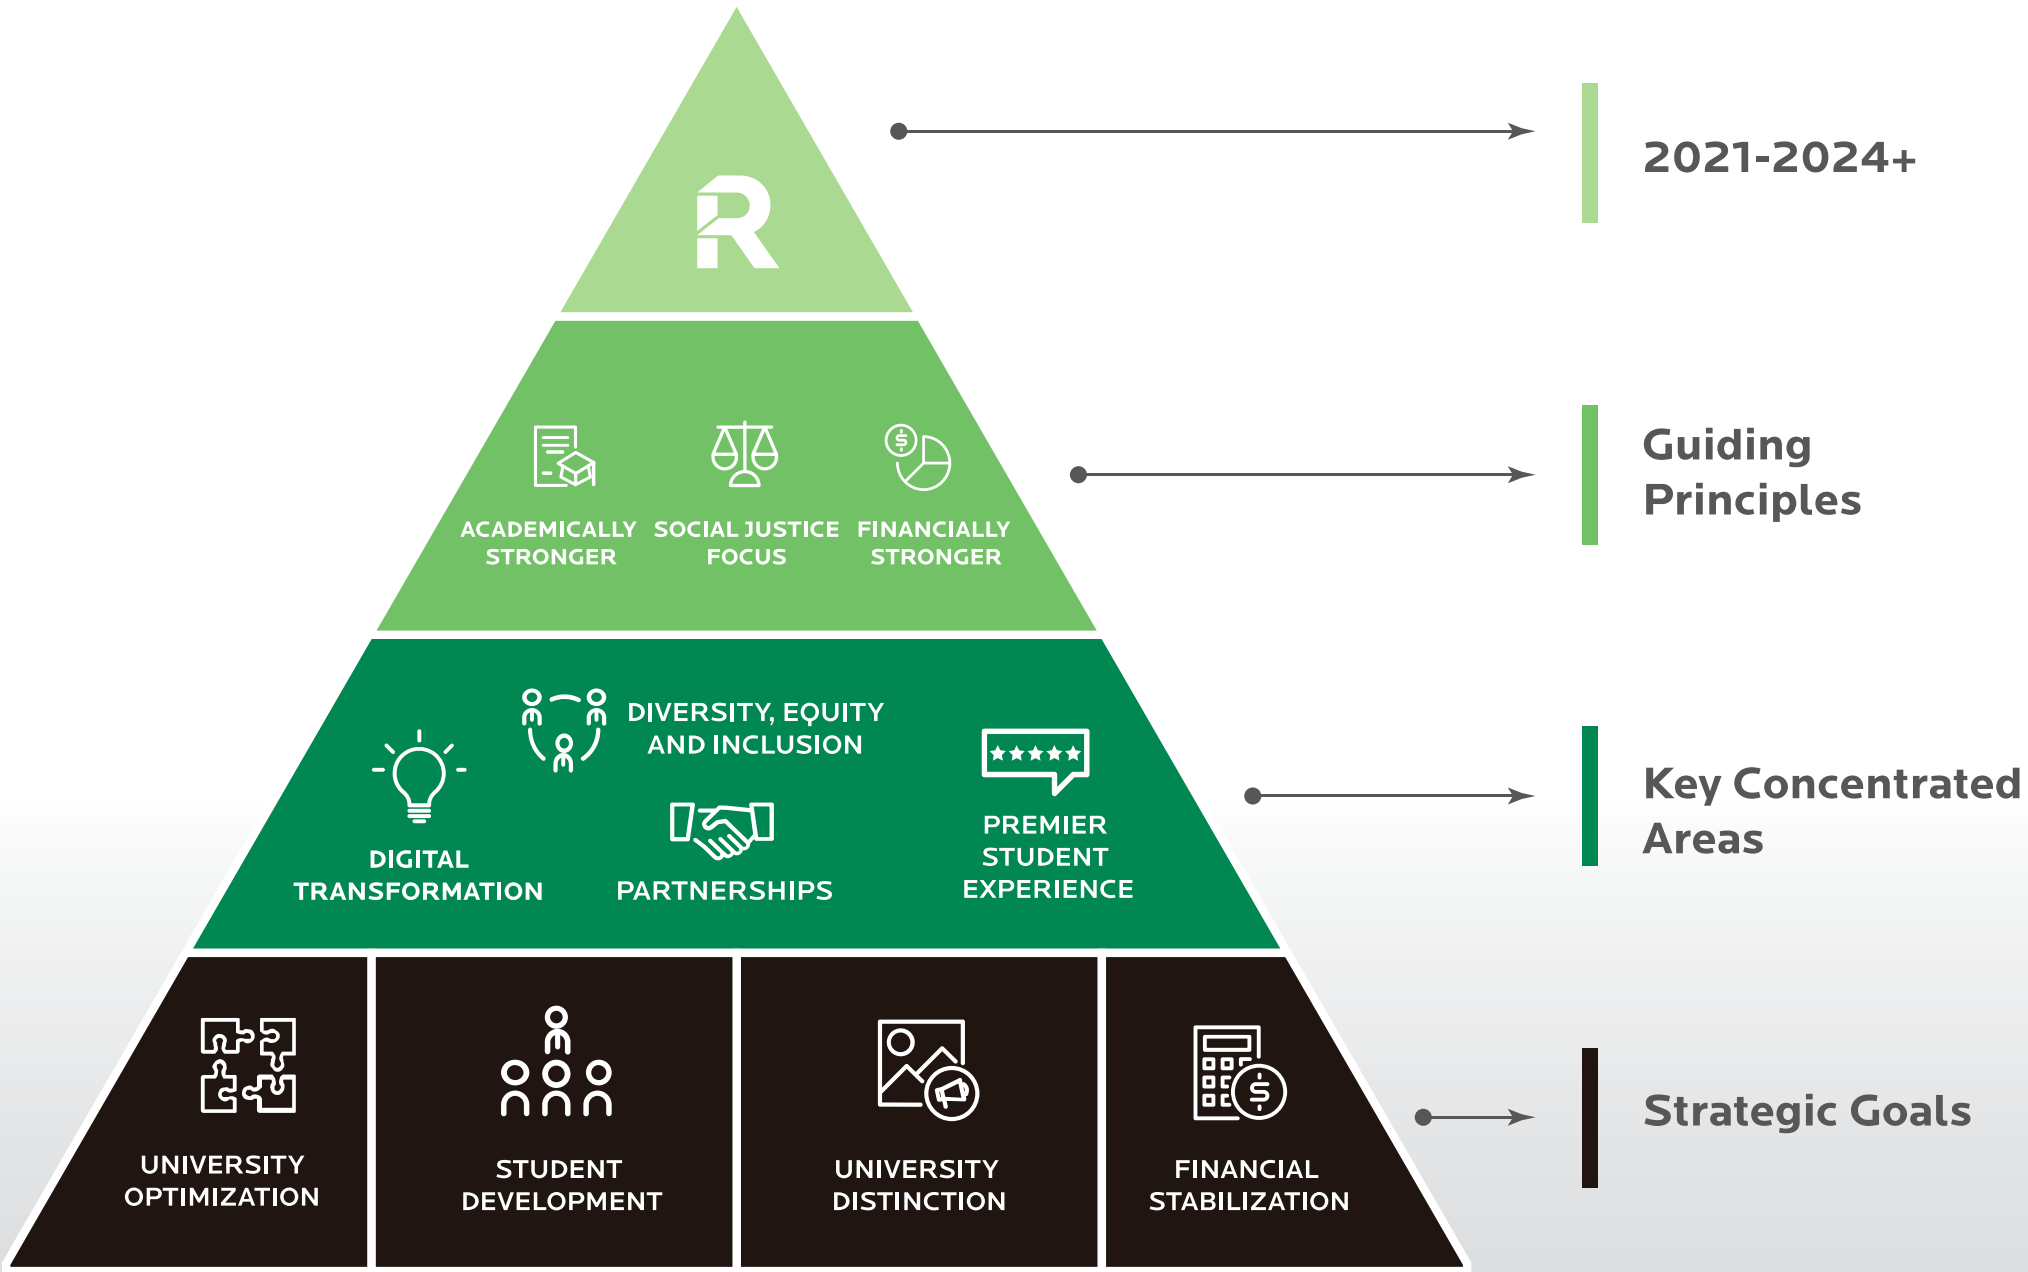 R
2021-2024+
ACADEMICALLY
STRONGER
SOCIAL JUSTICE
FOCUS
FINANCIALLY
STRONGER
Guiding
Principles
DIVERSITY, EQUITY
AND INCLUSION
DIGITAL
TRANSFORMATION
PARTNERSHIPS
PREMIER
STUDENT
EXPERIENCE
Key Concentrated
Areas
UNIVERSITY
OPTIMIZATION
STUDENT
DEVELOPMENT
UNIVERSITY
DISTINCTION
FINANCIAL
STABILIZATION
Strategic Goals